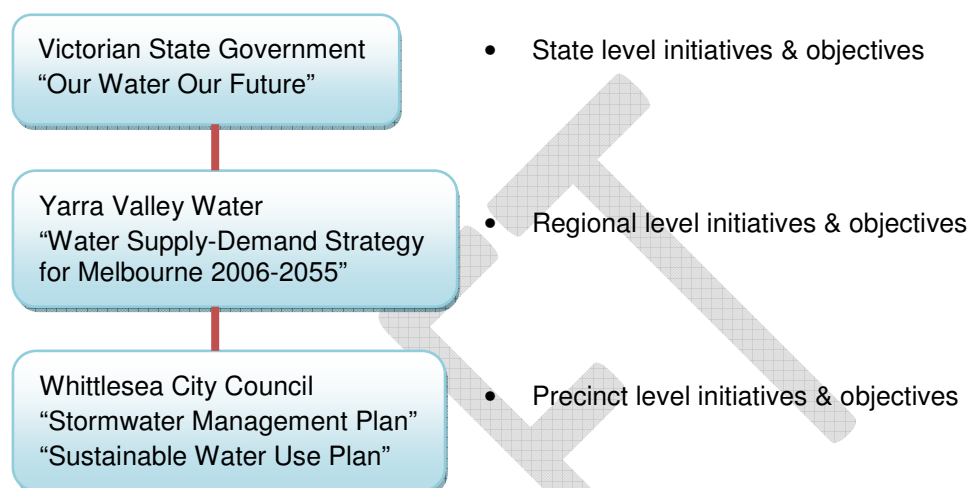 Victorian State Government
“Our Water Our Future”
• State level initiatives & objectives
Yarra Valley Water
“Water Supply-Demand Strategy
for Melbourne 2006-2055”
• Regional level initiatives & objectives
Whittlesea City Council
“Stormwater Management Plan”
“Sustainable Water Use Plan”
• Precinct level initiatives & objectives